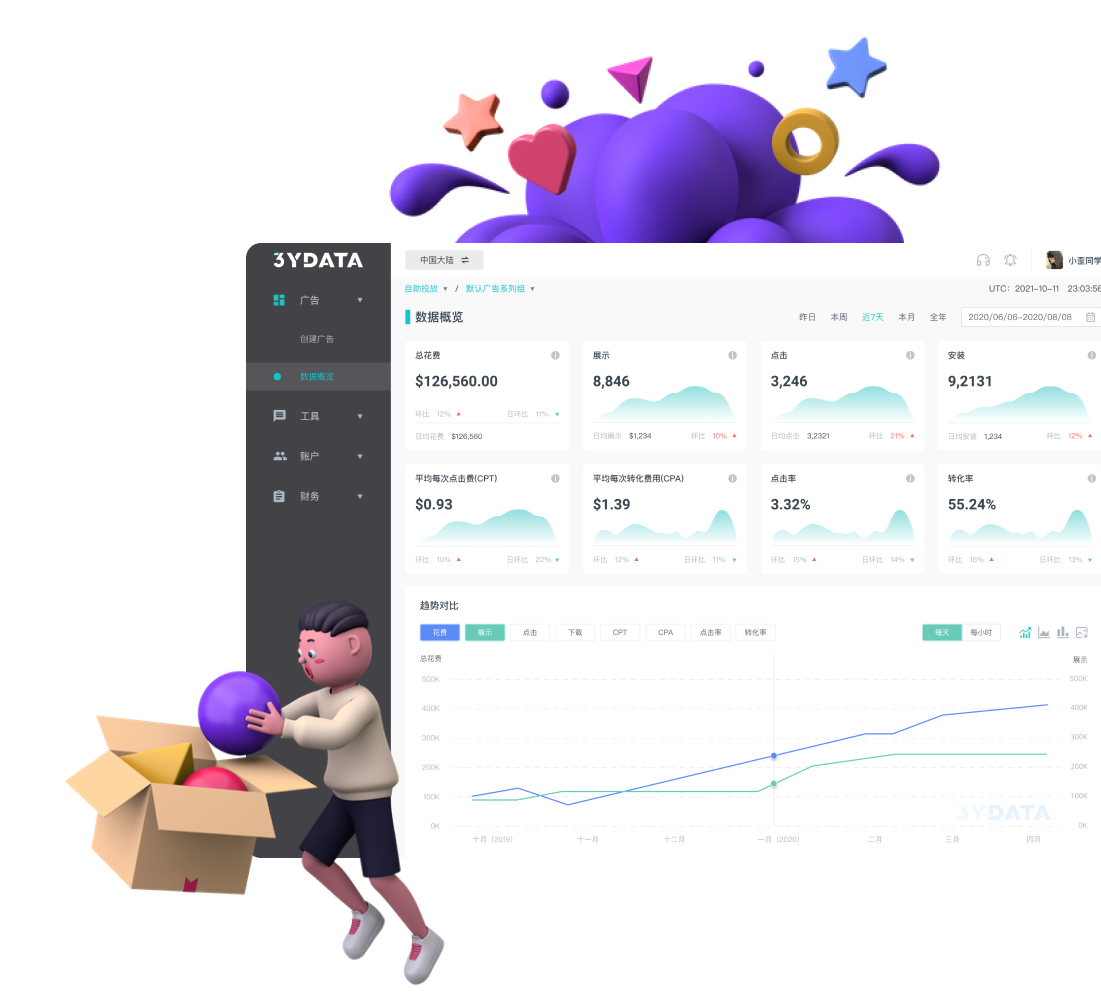 3YDATA
中国大陆
小歪同学
广告
自助投放 / 默认广告系列组
UTC: 2021-10-11 23:03:56
创建广告
数据概览
昨日 本周 近7天 本月 全年 2020/06/06-2020/08/08
数据概览
工具
账户
财务
总花费
$126,560.00
环比 12% 日环比 11%
日均花费 $126,560
展示
8,846
日均展示 $1,234 环比 10%
点击
3,246
日均点击 3,2321 环比 21%
安装
9,2131
日均安装 1,234 环比 12%
平均每次点击费(CPT)
$0.93
环比 10% 日环比 22%
平均每次转化费用(CPA)
$1.39
环比 12% 日环比 11%
点击率
3.32%
环比 15% 日环比 14%
转化率
55.24%
环比 16% 日环比 13%
趋势对比
花费 展示 点击 下载 CPT CPA 点击率 转化率 每天 每小时
总花费 展示
500K 500K
400K 400K
300K 300K
200K 200K
100K 100K
3YDATA
0K 0K
十月 (2019) 十一月 十二月 一月 (2020) 二月 三月 四月